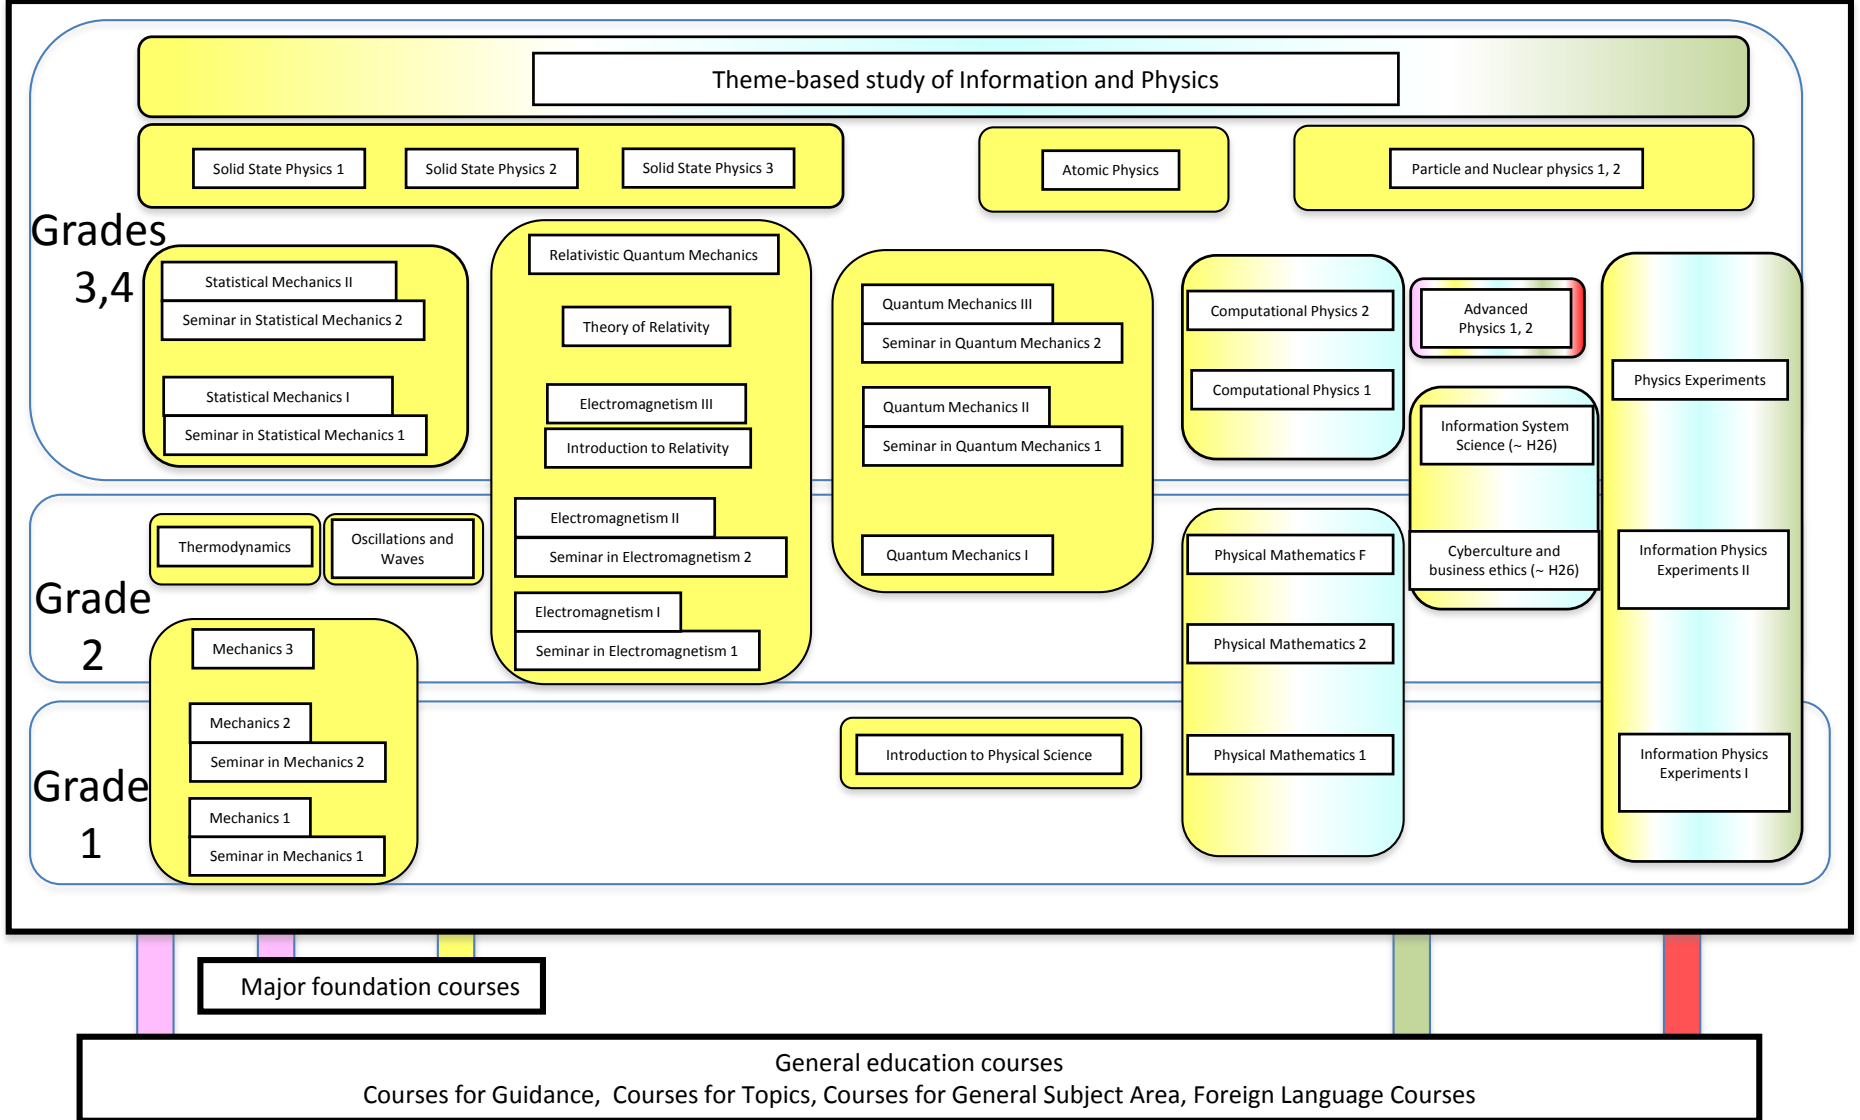 Theme-based study of Information and Physics
Solid State Physics 1
Solid State Physics 2
Solid State Physics 3
Atomic Physics
Particle and Nuclear physics 1, 2
Grades
3,4
Statistical Mechanics II
Seminar in Statistical Mechanics 2
Statistical Mechanics I
Seminar in Statistical Mechanics 1
Relativistic Quantum Mechanics
Theory of Relativity
Electromagnetism III
Introduction to Relativity
Electromagnetism II
Seminar in Electromagnetism 2
Electromagnetism I
Seminar in Electromagnetism 1
Quantum Mechanics III
Seminar in Quantum Mechanics 2
Quantum Mechanics II
Seminar in Quantum Mechanics 1
Quantum Mechanics I
Computational Physics 2
Computational Physics 1
Advanced
Physics 1, 2
Information System
Science (~ H26)
Cyberculture and
business ethics (~ H26)
Physics Experiments
Information Physics
Experiments II
Information Physics
Experiments I
Grade
2
Thermodynamics
Oscillations and
Waves
Physical Mathematics F
Physical Mathematics 2
Physical Mathematics 1
Mechanics 3
Mechanics 2
Seminar in Mechanics 2
Mechanics 1
Seminar in Mechanics 1
Grade
1
Introduction to Physical Science
Major foundation courses
General education courses
Courses for Guidance,  Courses for Topics, Courses for General Subject Area, Foreign Language Courses